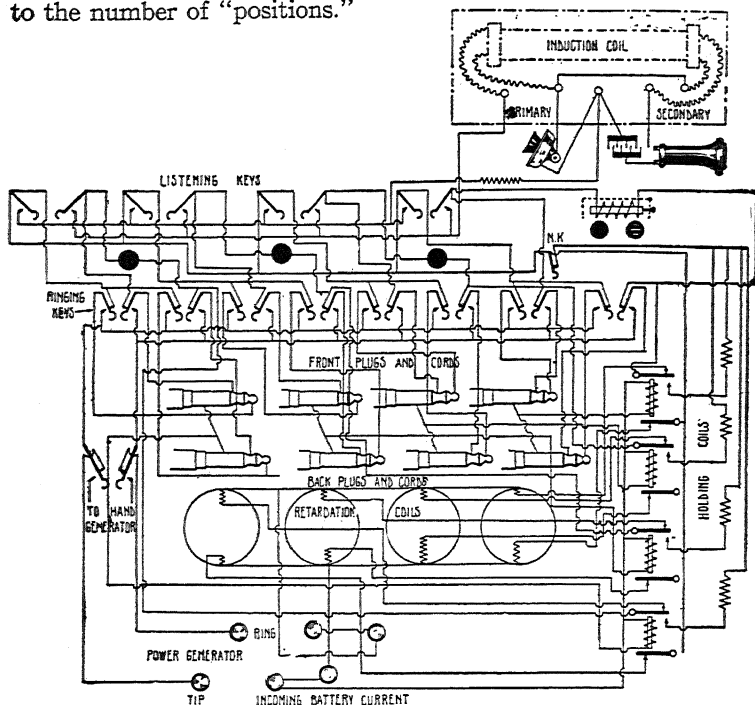 to the number of “positions.”
INDUCTION COIL
PRIMARY
SECONDARY
LISTENING KEYS
N.K
RINGING
KEYS
FRONT PLUGS AND CORDS
COILS
HOLDING
BACK PLUGS AND CORDS
RETARDATION COILS
TO HAND
GENERATOR
RING
POWER GENERATOR
TIP
INCOMING BATTERY CURRENT